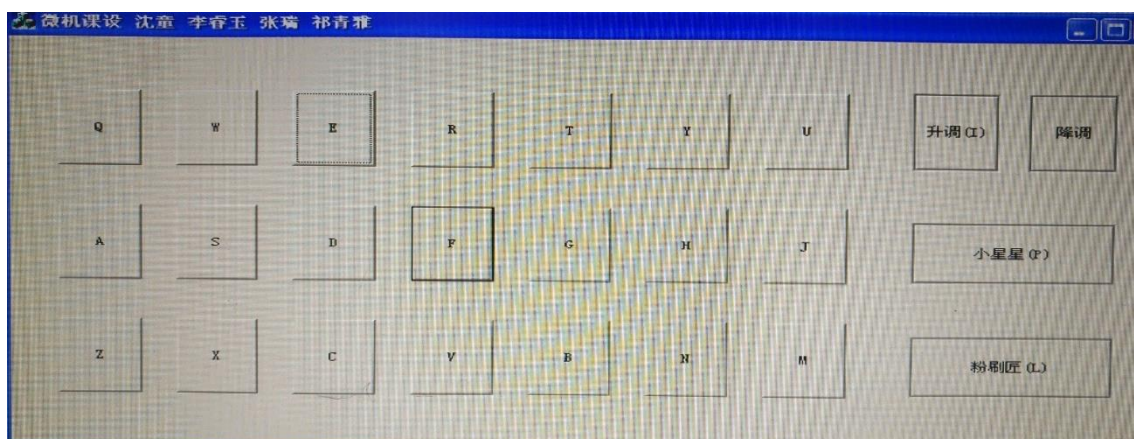 微机课设 沈童 李睿玉 张瑞 祁青雅
Q W E R T Y U 升调(I) 降调
A S D F G H J 小星星(P)
Z X C V B N M 粉刷匠(L)